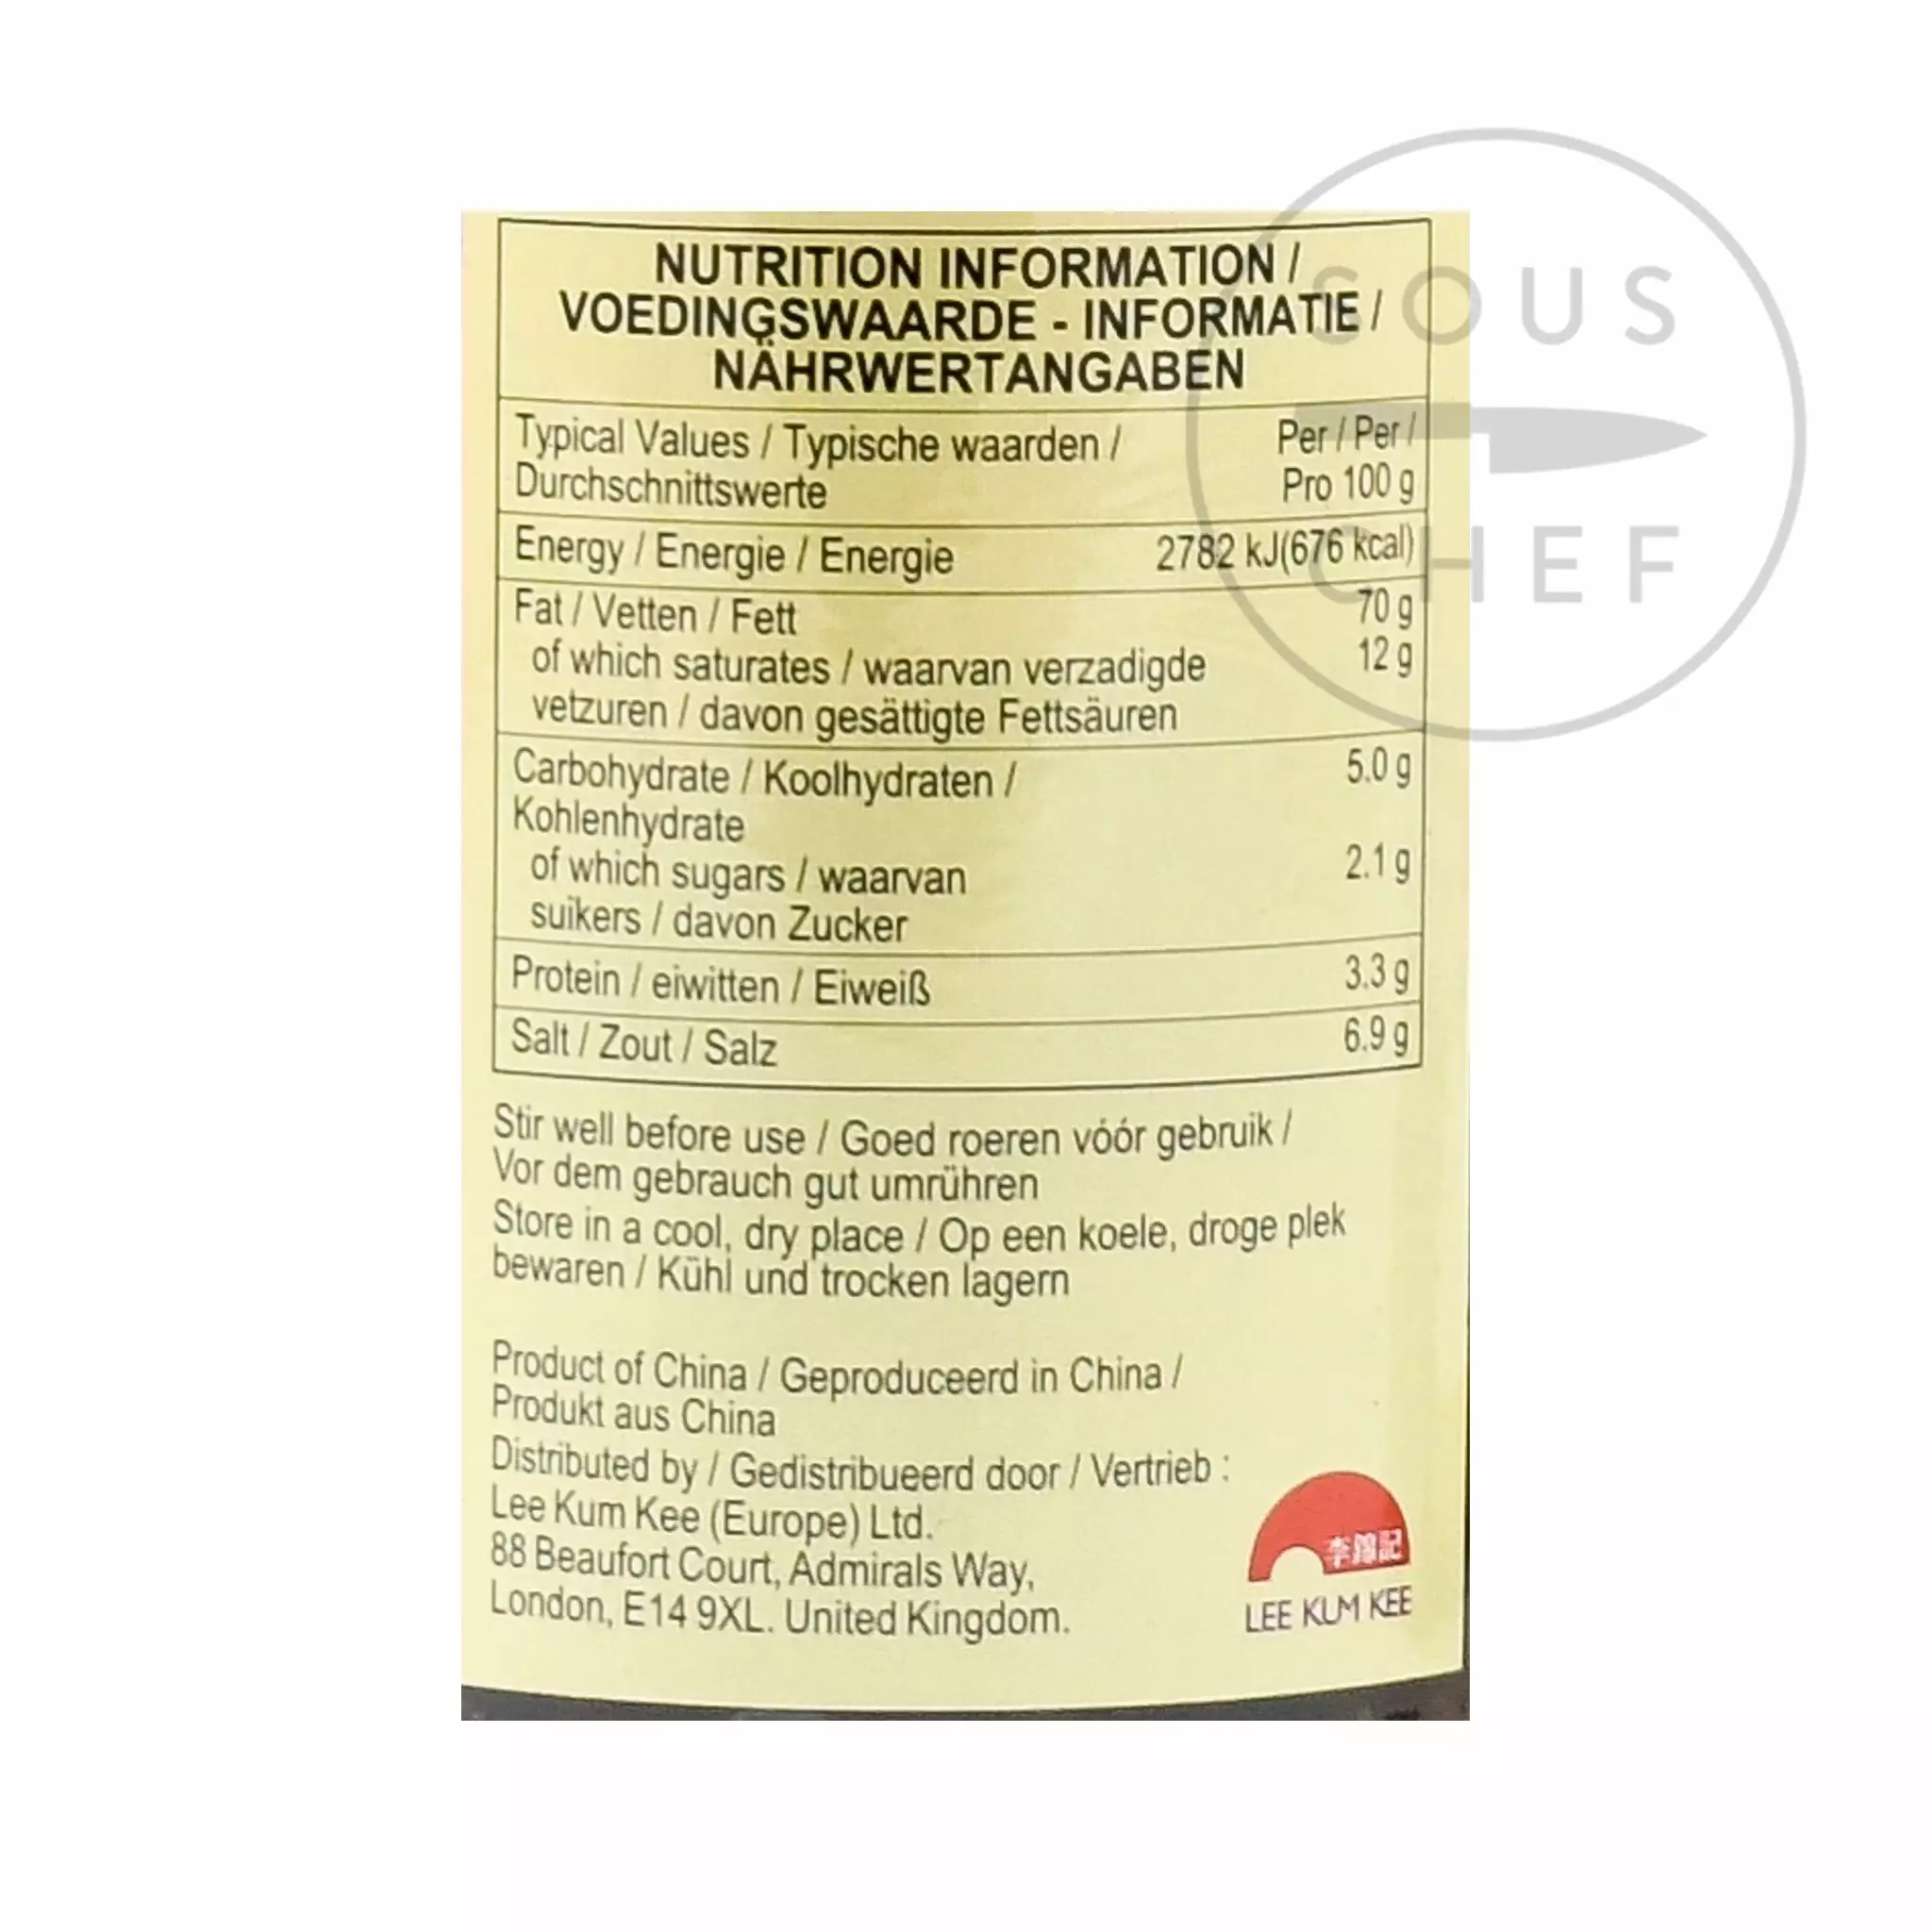 NUTRITION INFORMATION /
VOEDINGSWAARDE - INFORMATIE /
NÄHRWERTANGABEN
Typical Values / Typische waarden / Per / Per /
Durchschnittswerte Pro 100 g
Energy / Energie / Energie 2782 kJ(676 kcal)
Fat / Vetten / Fett 70 g
of which saturates / waarvan verzadigde 12 g
vetzuren / davon gesättigte Fettsäuren
Carbohydrate / Koolhydraten / 5.0 g
Kohlenhydrate
of which sugars / waarvan 2.1 g
suikers / davon Zucker
Protein / eiwitten / Eiweiß 3.3 g
Salt / Zout / Salz 6.9 g
Stir well before use / Goed roeren vóór gebruik /
Vor dem gebrauch gut umrühren
Store in a cool, dry place / Op een koele, droge plek
bewaren / Kühl und trocken lagern
Product of China / Geproduceerd in China /
Produkt aus China
Distributed by / Gedistribueerd door / Vertrieb :
Lee Kum Kee (Europe) Ltd.
88 Beaufort Court, Admirals Way,
London, E14 9XL. United Kingdom.
李錦記
LEE KUM KEE
SOUS
CHEF